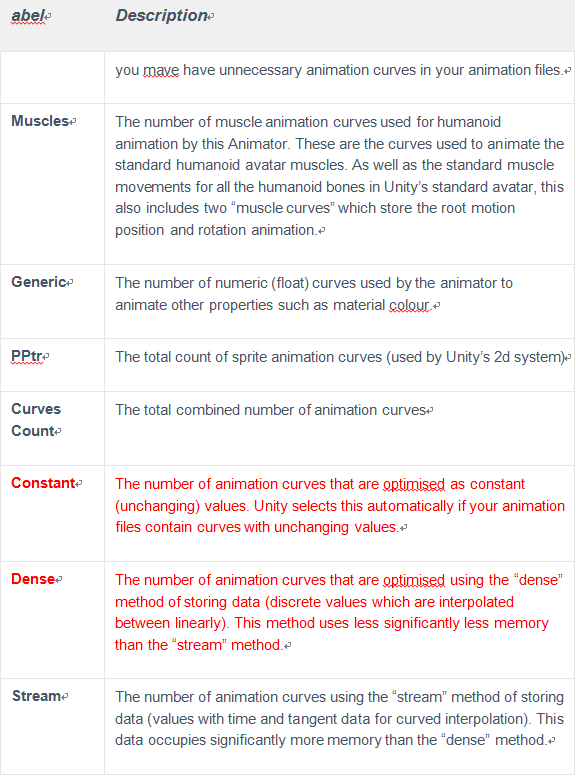 abel Description
you mave have unnecessary animation curves in your animation files.
Muscles The number of muscle animation curves used for humanoid
animation by this Animator. These are the curves used to animate the
standard humanoid avatar muscles. As well as the standard muscle
movements for all the humanoid bones in Unity’s standard avatar, this
also includes two “muscle curves” which store the root motion
position and rotation animation.
Generic The number of numeric (float) curves used by the animator to
animate other properties such as material colour.
PPtr The total count of sprite animation curves (used by Unity’s 2d system)
Curves The total combined number of animation curves
Count
Constant The number of animation curves that are optimised as constant
(unchanging) values. Unity selects this automatically if your animation
files contain curves with unchanging values.
Dense The number of animation curves that are optimised using the “dense”
method of storing data (discrete values which are interpolated
between linearly). This method uses less significantly less memory
than the “stream” method.
Stream The number of animation curves using the “stream” method of storing
data (values with time and tangent data for curved interpolation). This
data occupies significantly more memory than the “dense” method.